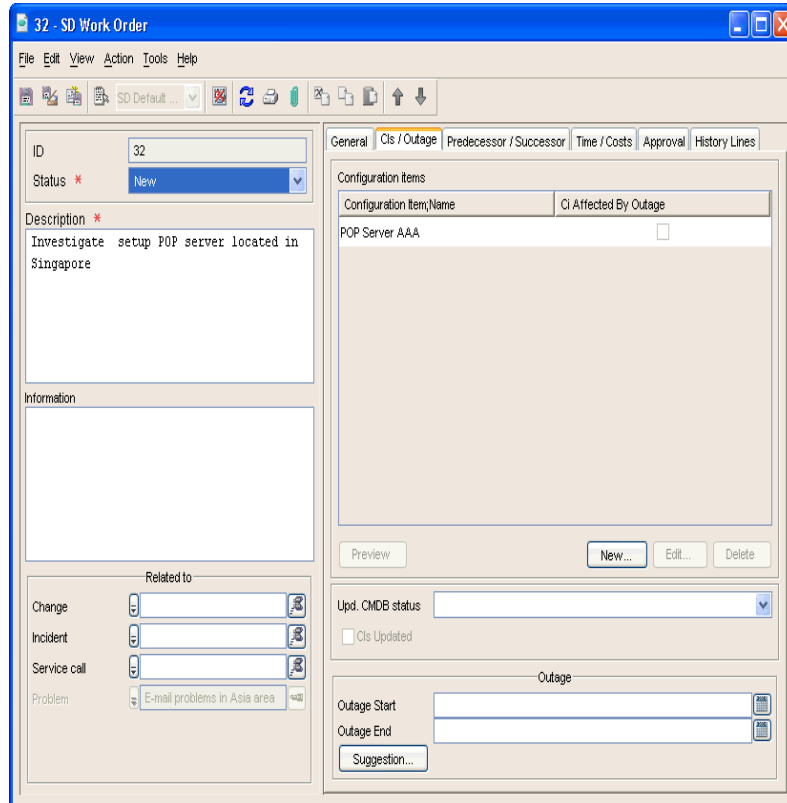 32 - SD Work Order
File Edit View Action Tools Help
SD Default ...
ID 32
Status * New
Description *
Investigate setup POP server located in
Singapore
Information
Related to
Change
Incident
Service call
Problem E-mail problems in Asia area
General CIs / Outage Predecessor / Successor Time / Costs Approval History Lines
Configuration items
Configuration Item;Name Ci Affected By Outage
POP Server AAA
Preview New... Edit... Delete
Upd. CMDB status
CIs Updated
Outage
Outage Start
Outage End
Suggestion...